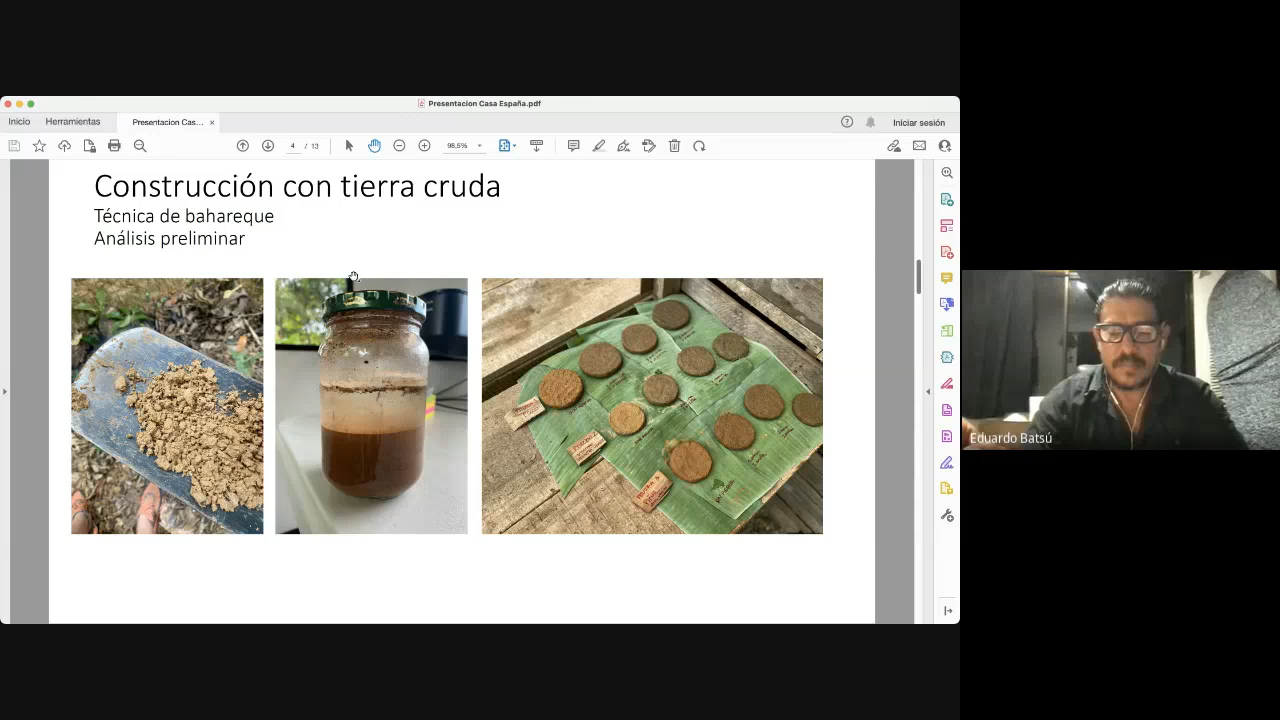 Presentacion Casa España.pdf
Inicio
Herramientas
Presentacion Cas...
Iniciar sesión
4 / 13
98,6%
Construcción con tierra cruda
Técnica de bahareque
Análisis preliminar
Eduardo Batsú